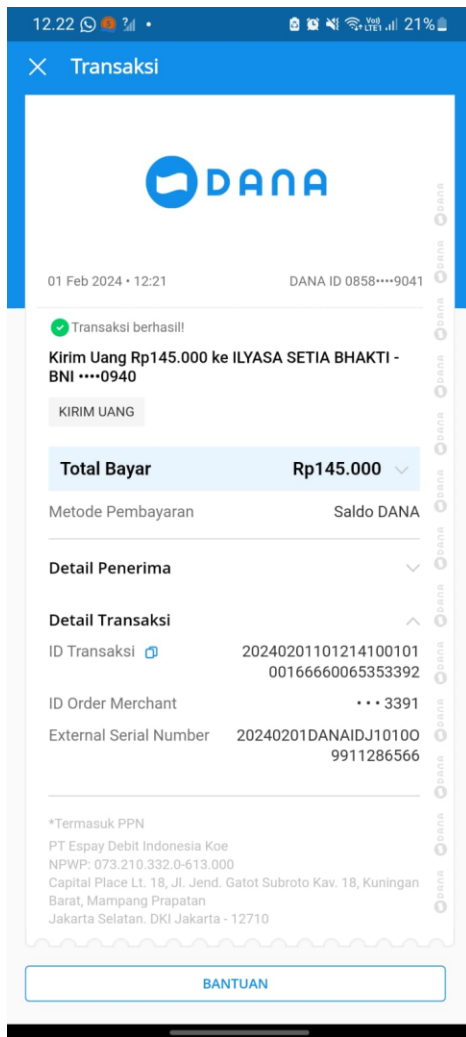 12.22 21%
Transaksi
DANA
01 Feb 2024 • 12:21 DANA ID 0858••••9041
Transaksi berhasil!
Kirim Uang Rp145.000 ke ILYASA SETIA BHAKTI -
BNI ••••0940
KIRIM UANG
Total Bayar Rp145.000
Metode Pembayaran Saldo DANA
Detail Penerima
Detail Transaksi
ID Transaksi 20240201101214100101
00166660065353392
ID Order Merchant • • • 3391
External Serial Number 20240201DANAIDJ1010O
9911286566
*Termasuk PPN
PT Espay Debit Indonesia Koe
NPWP: 073.210.332.0-613.000
Capital Place Lt. 18, Jl. Jend. Gatot Subroto Kav. 18, Kuningan
Barat, Mampang Prapatan
Jakarta Selatan. DKI Jakarta - 12710
BANTUAN